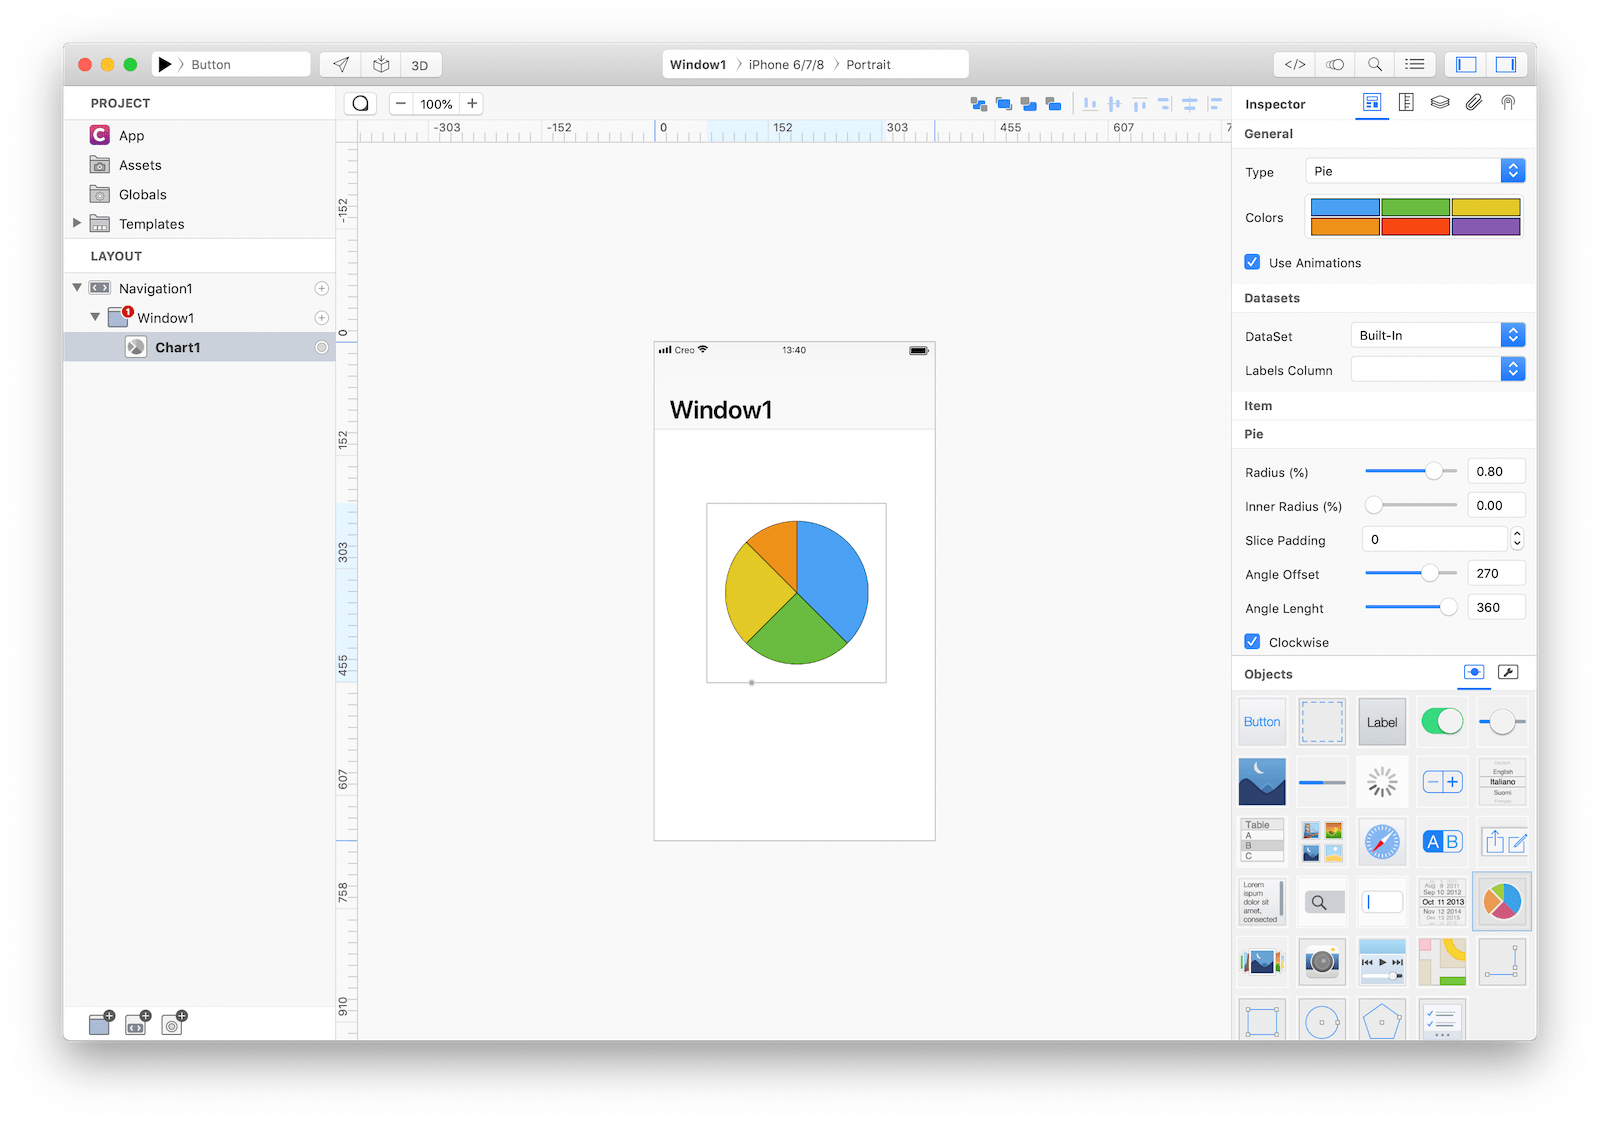 Button
3D
Window1 〉 iPhone 6/7/8 〉 Portrait
PROJECT
App
Assets
Globals
Templates
LAYOUT
Navigation1
1
Window1
Chart1
100%
-303 -152 0 152 303 455 607 7
-152
0
152
303
455
607
758
910
Creo 13:40
Window1
Inspector
General
Type Pie
Colors
Use Animations
Datasets
DataSet Built-In
Labels Column
Item
Pie
Radius (%) 0.80
Inner Radius (%) 0.00
Slice Padding 0
Angle Offset 270
Angle Lenght 360
Clockwise
Objects
Button
Label
English
Italiano
Suomi
Table
A
B
C
A B
Lorem
ispum
dolor sit
amet,
consected
Aug 9 2011
Sep 10 2012
Oct 11 2013
Nov 12 2014
Dec 13 2015